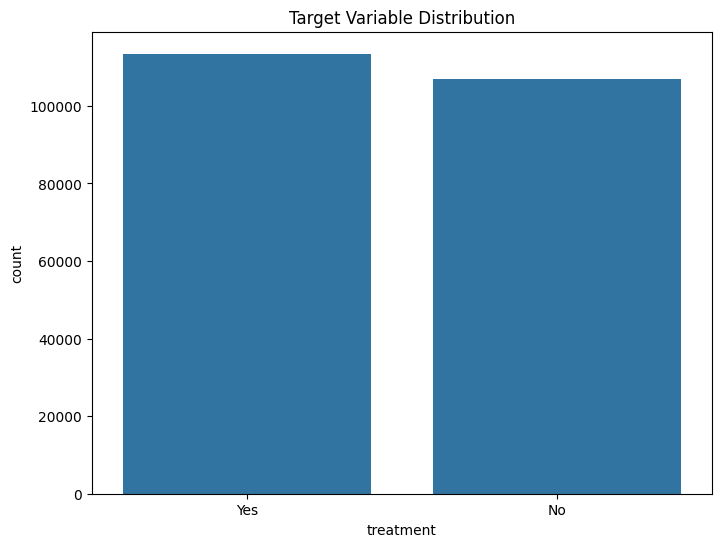 Target Variable Distribution
100000
80000
60000
40000
20000
0
count
Yes
No
treatment